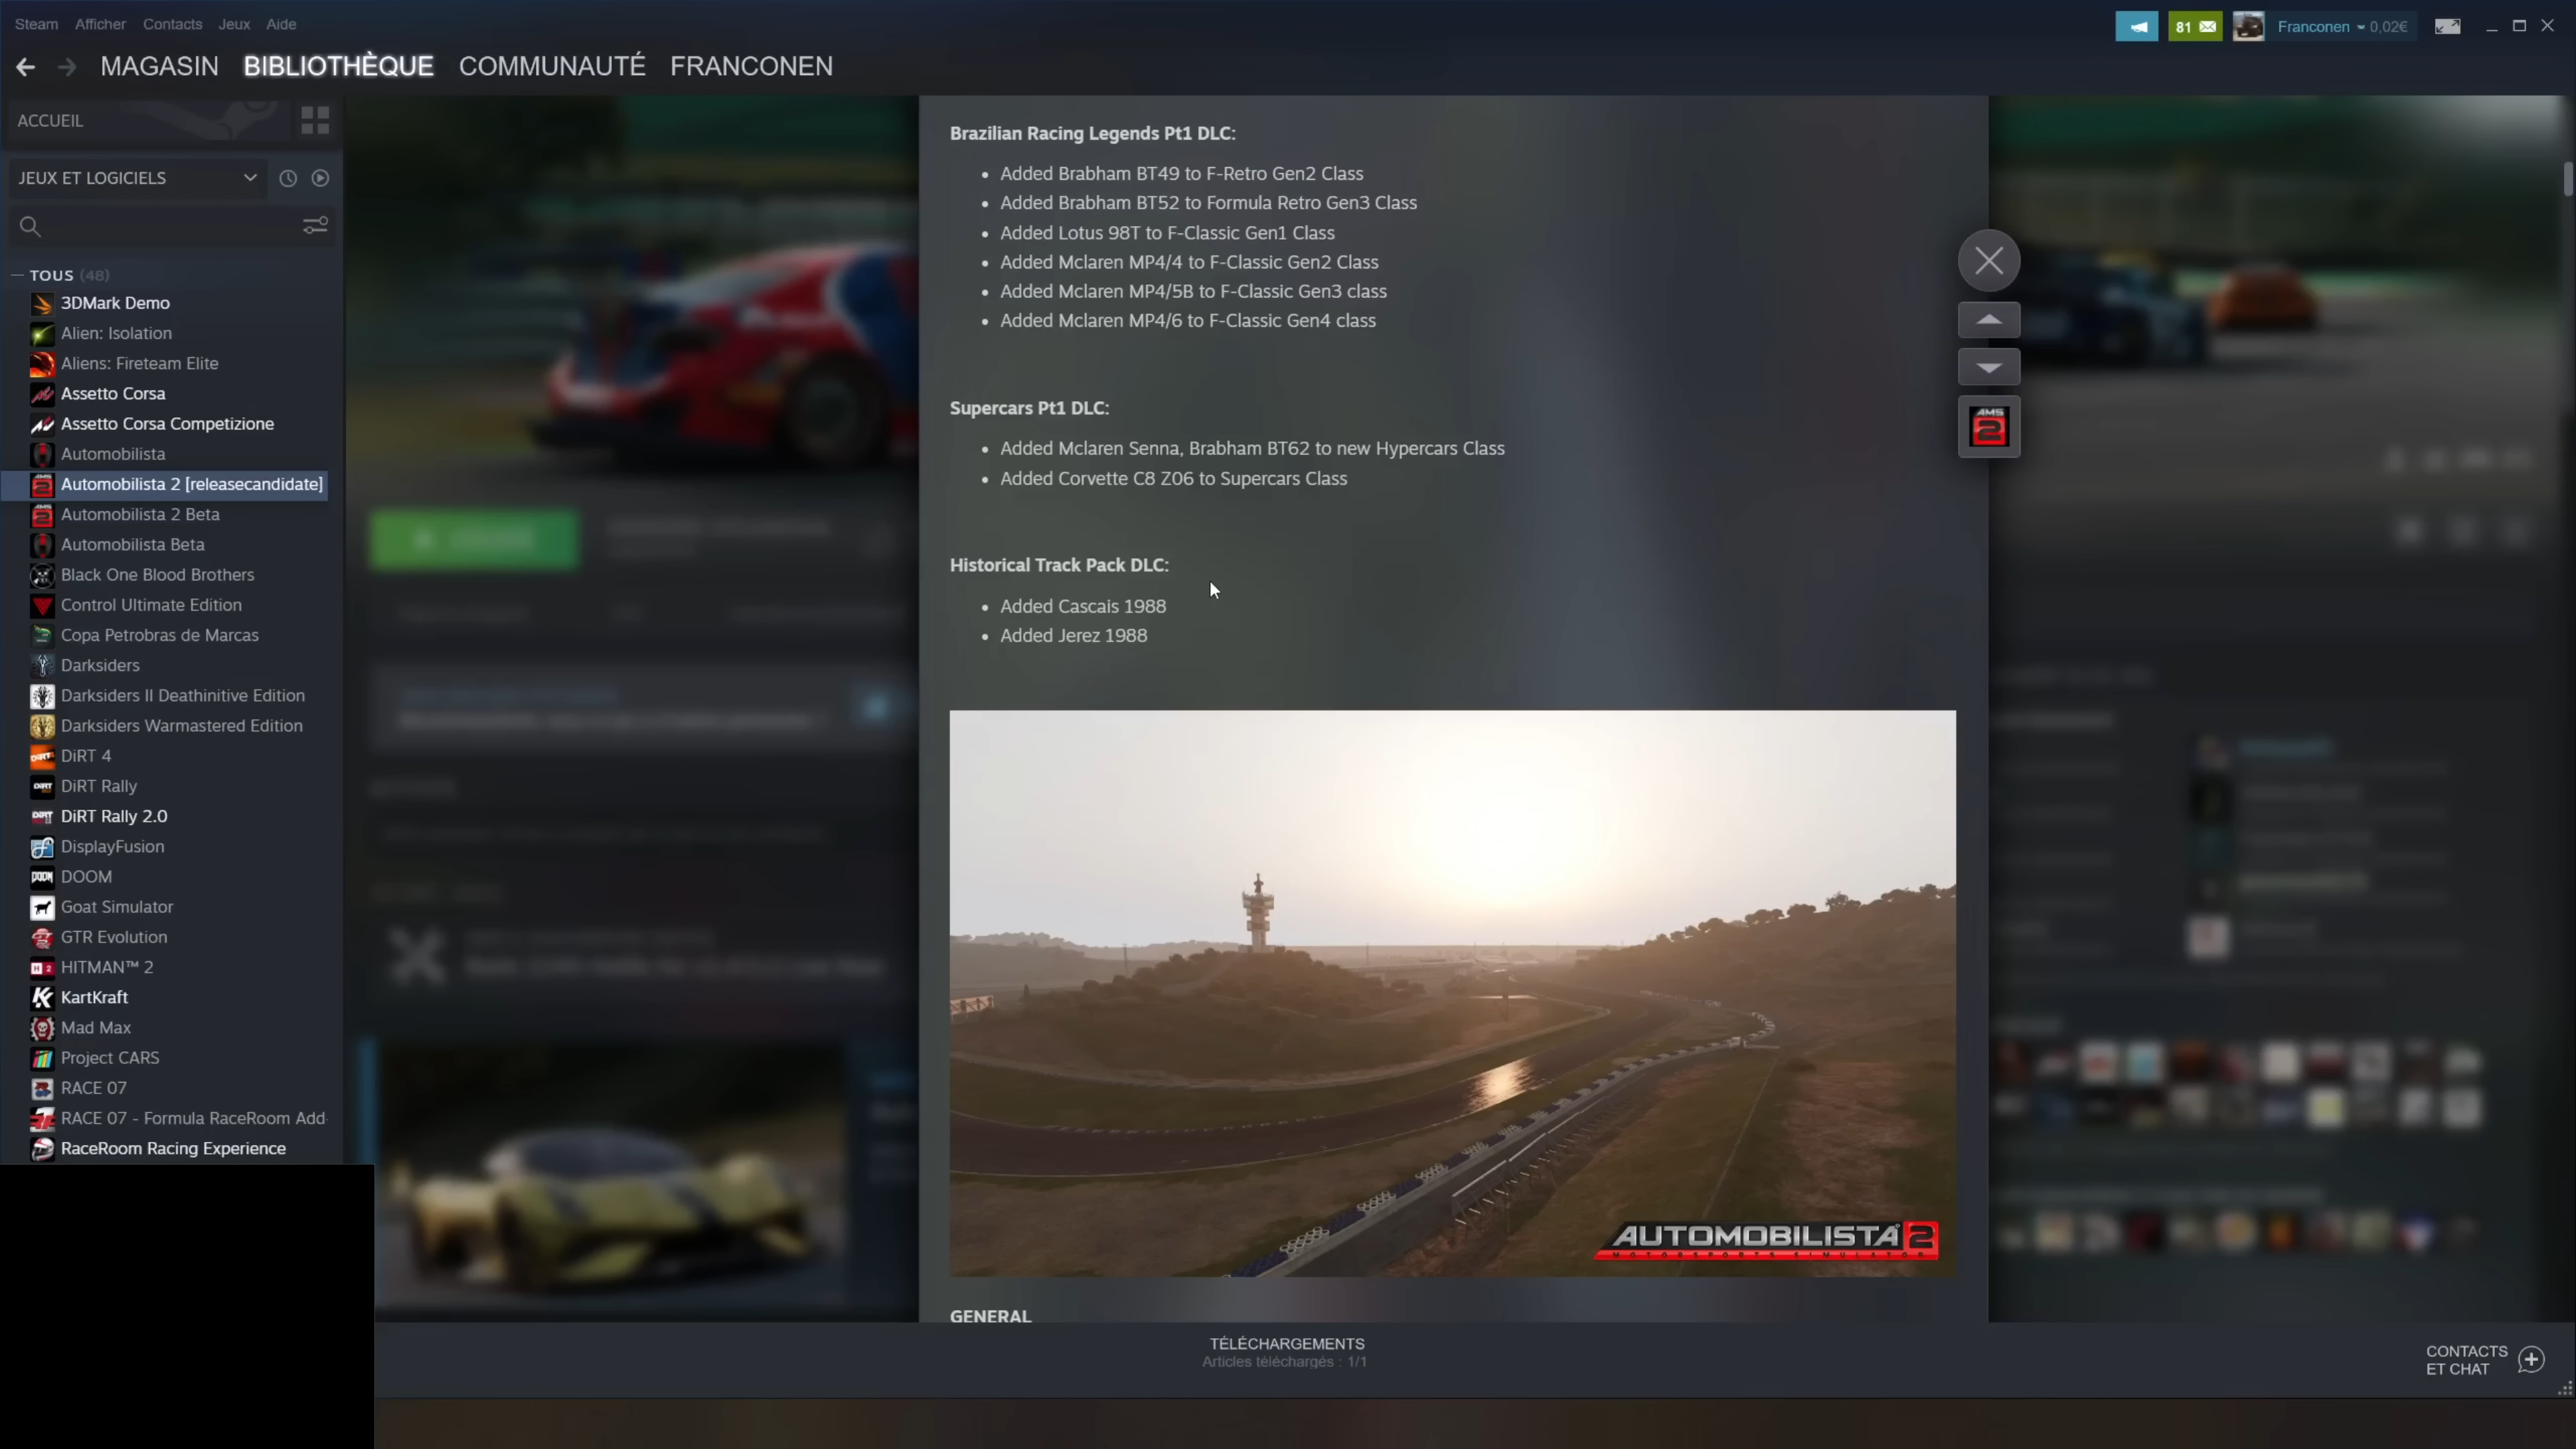 Steam Afficher Contacts Jeux Aide
81 Franconen 0,02€
MAGASIN BIBLIOTHÈQUE COMMUNAUTÉ FRANCONEN
ACCUEIL
JEUX ET LOGICIELS
TOUS (48)
3DMark Demo
Alien: Isolation
Aliens: Fireteam Elite
Assetto Corsa
Assetto Corsa Competizione
Automobilista
Automobilista 2 [releasecandidate]
Automobilista 2 Beta
Automobilista Beta
Black One Blood Brothers
Control Ultimate Edition
Copa Petrobras de Marcas
Darksiders
Darksiders II Deathinitive Edition
Darksiders Warmastered Edition
DiRT 4
DiRT Rally
DiRT Rally 2.0
DisplayFusion
DOOM
Goat Simulator
GTR Evolution
HITMAN™ 2
KartKraft
Mad Max
Project CARS
RACE 07
RACE 07 - Formula RaceRoom Add-
RaceRoom Racing Experience
Brazilian Racing Legends Pt1 DLC:
• Added Brabham BT49 to F-Retro Gen2 Class
• Added Brabham BT52 to Formula Retro Gen3 Class
• Added Lotus 98T to F-Classic Gen1 Class
• Added Mclaren MP4/4 to F-Classic Gen2 Class
• Added Mclaren MP4/5B to F-Classic Gen3 class
• Added Mclaren MP4/6 to F-Classic Gen4 class
Supercars Pt1 DLC:
• Added Mclaren Senna, Brabham BT62 to new Hypercars Class
• Added Corvette C8 Z06 to Supercars Class
Historical Track Pack DLC:
• Added Cascais 1988
• Added Jerez 1988
AMS
2
AUTOMOBILISTA 2
MOTORSPORTS SIMULATOR
GENERAL
TÉLÉCHARGEMENTS
Articles téléchargés : 1/1
CONTACTS
ET CHAT